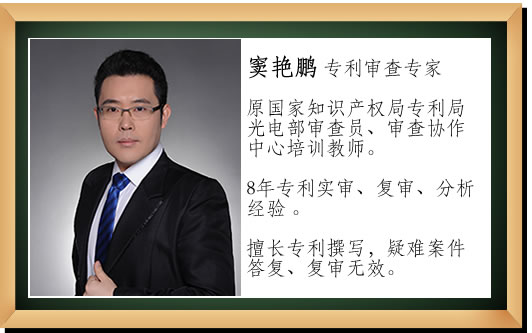 窦艳鹏 专利审查专家
原国家知识产权局专利局
光电部审查员、审查协作
中心培训教师。
8年专利实审、复审、分析
经验 。
擅长专利撰写，疑难案件
答复、复审无效。